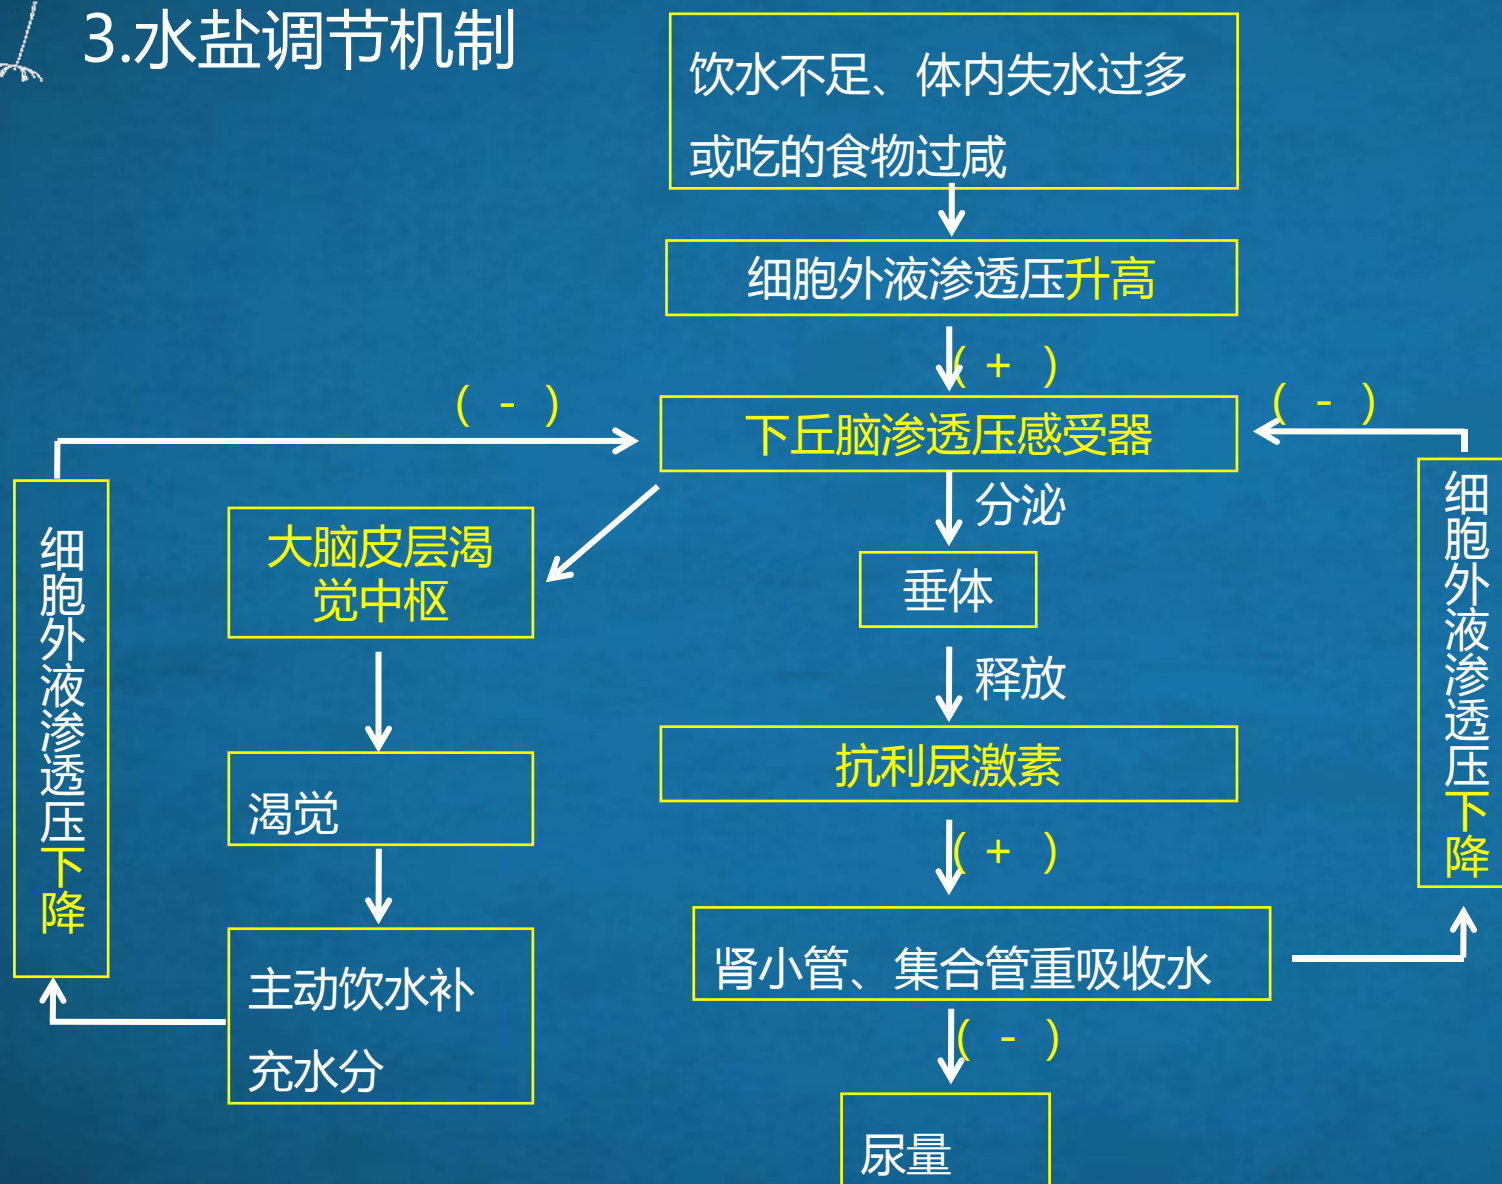 3.水盐调节机制
饮水不足、体内失水过多
或吃的食物过咸
细胞外液渗透压升高
( + )
( - )
( - )
下丘脑渗透压感受器
分泌
大脑皮层渴
觉中枢
垂体
释放
抗利尿激素
渴觉
( + )
肾小管、集合管重吸收水
主动饮水补
充水分
( - )
尿量
细胞外液渗透压下降
细胞外液渗透压下降